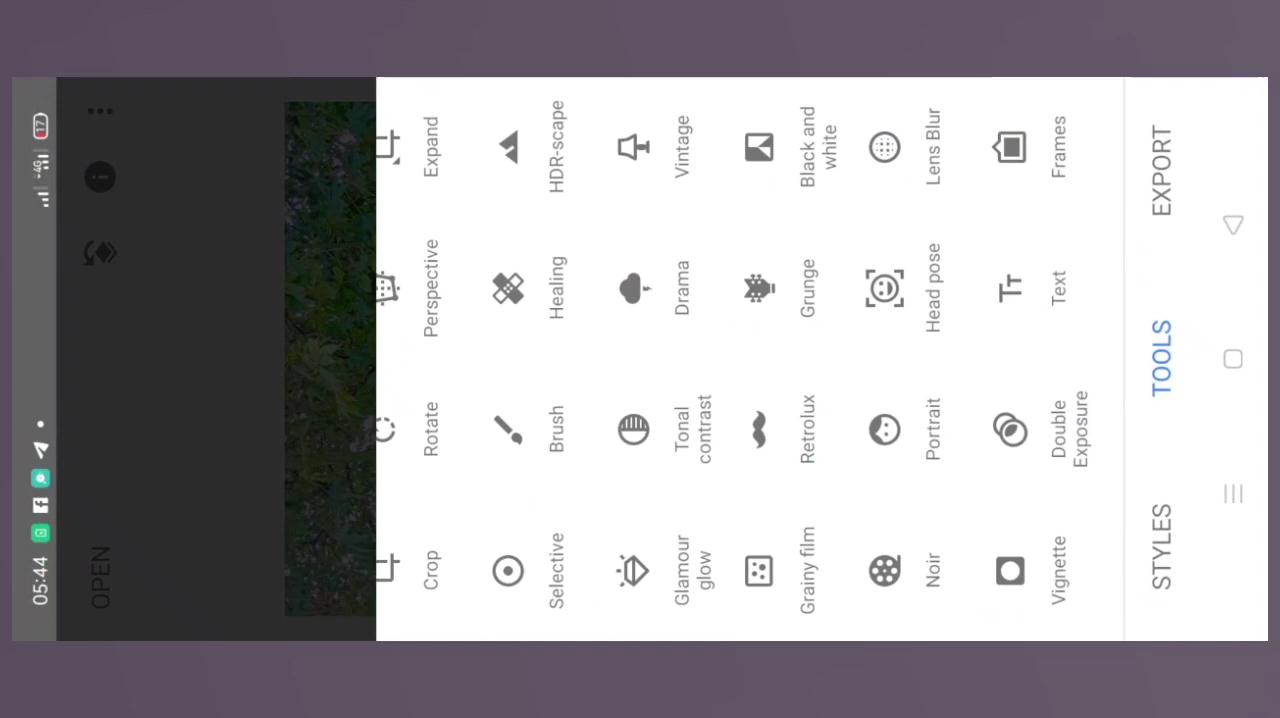 05:44
4G
17
OPEN
Crop
Rotate
Perspective
Expand
Selective
Brush
Healing
HDR-scape
Glamour
glow
Tonal
contrast
Drama
Vintage
Grainy film
Retrolux
Grunge
Black and
white
Noir
Portrait
Head pose
Lens Blur
Vignette
Double
Exposure
Text
Frames
STYLES
TOOLS
EXPORT